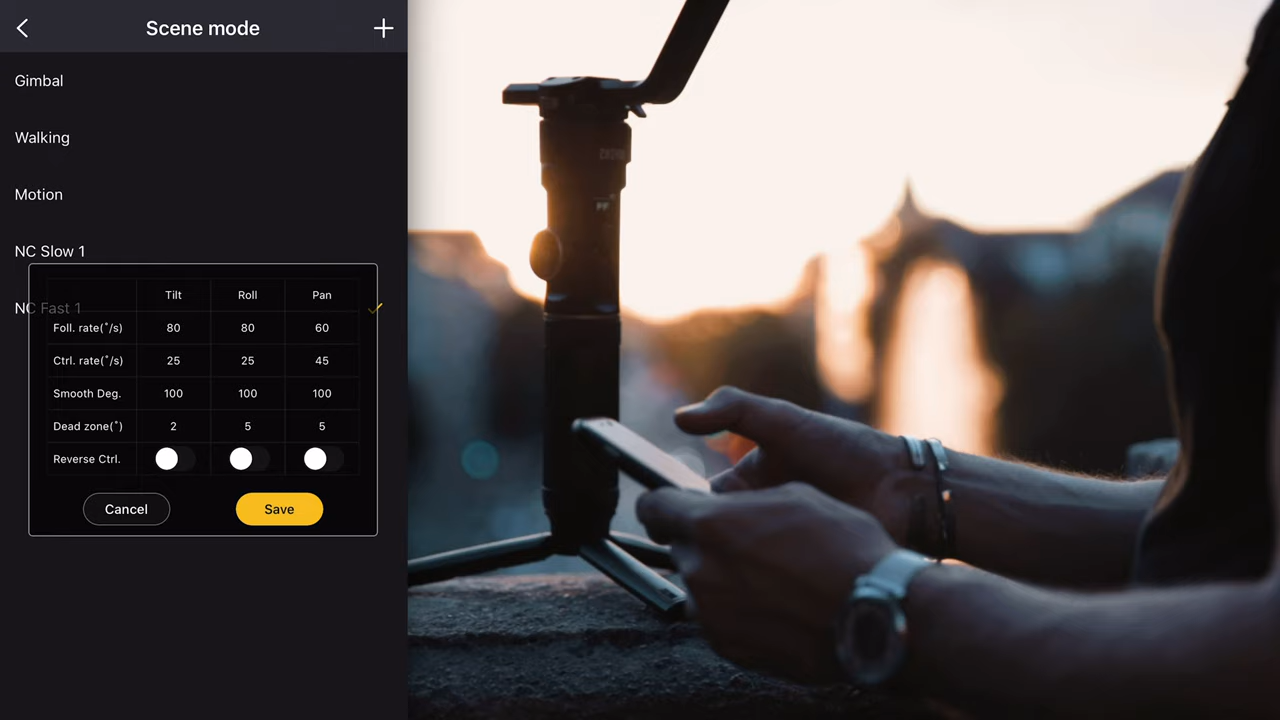 Scene mode
Gimbal
Walking
Motion
NC Slow 1
NC Fast 1
Tilt Roll Pan
Foll. rate(°/s) 80 80 60
Ctrl. rate(°/s) 25 25 45
Smooth Deg. 100 100 100
Dead zone(°) 2 5 5
Reverse Ctrl.
Cancel Save